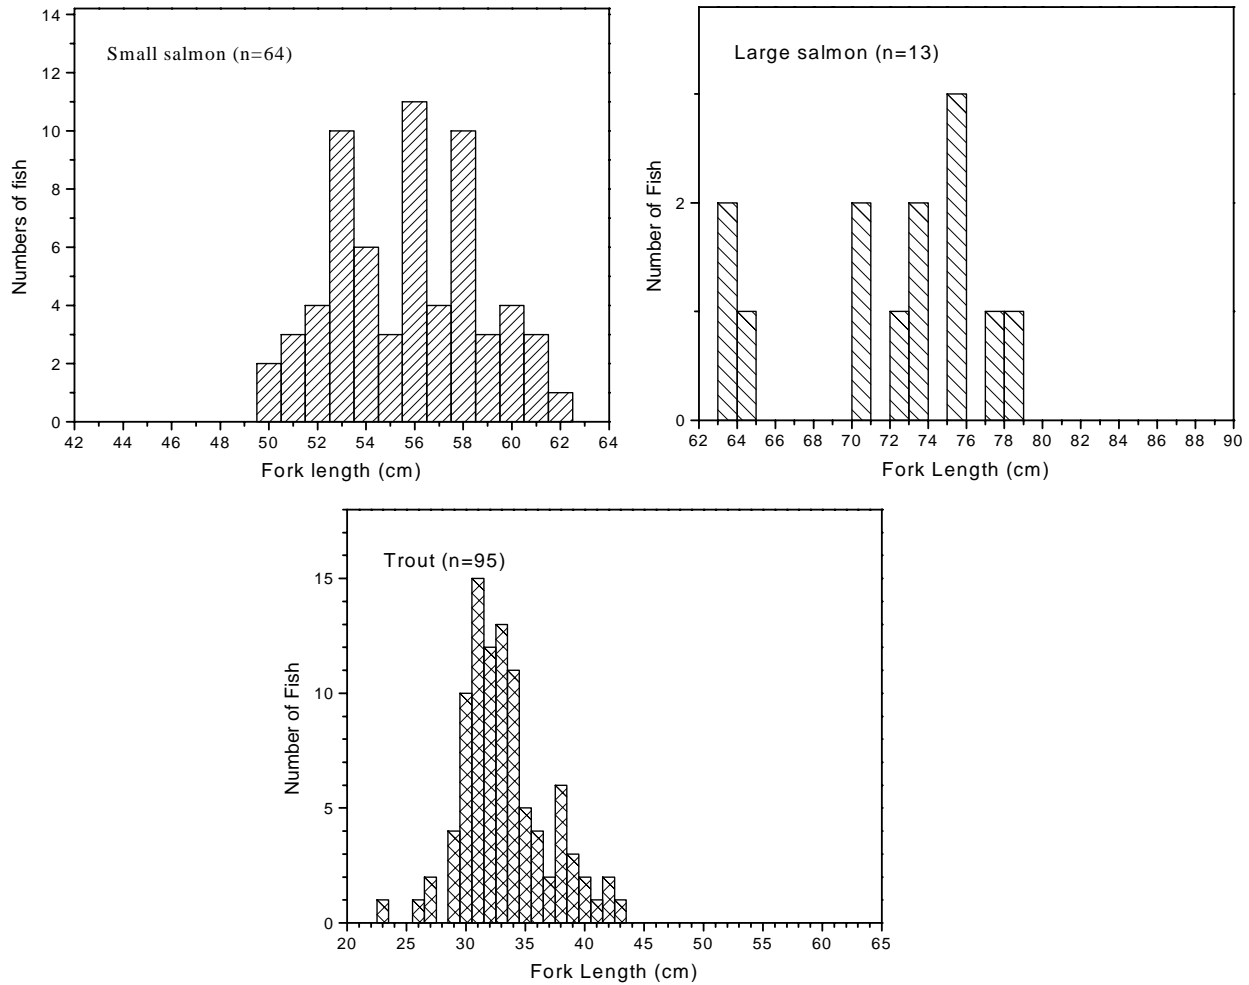 Small salmon (n=64)
Numbers of fish
14
12
10
8
6
4
2
0
42 44 46 48 50 52 54 56 58 60 62 64
Fork length (cm)
Large salmon (n=13)
Number of Fish
2
0
62 64 66 68 70 72 74 76 78 80 82 84 86 88 90
Fork Length (cm)
Trout (n=95)
Number of Fish
15
10
5
0
20 25 30 35 40 45 50 55 60 65
Fork Length (cm)